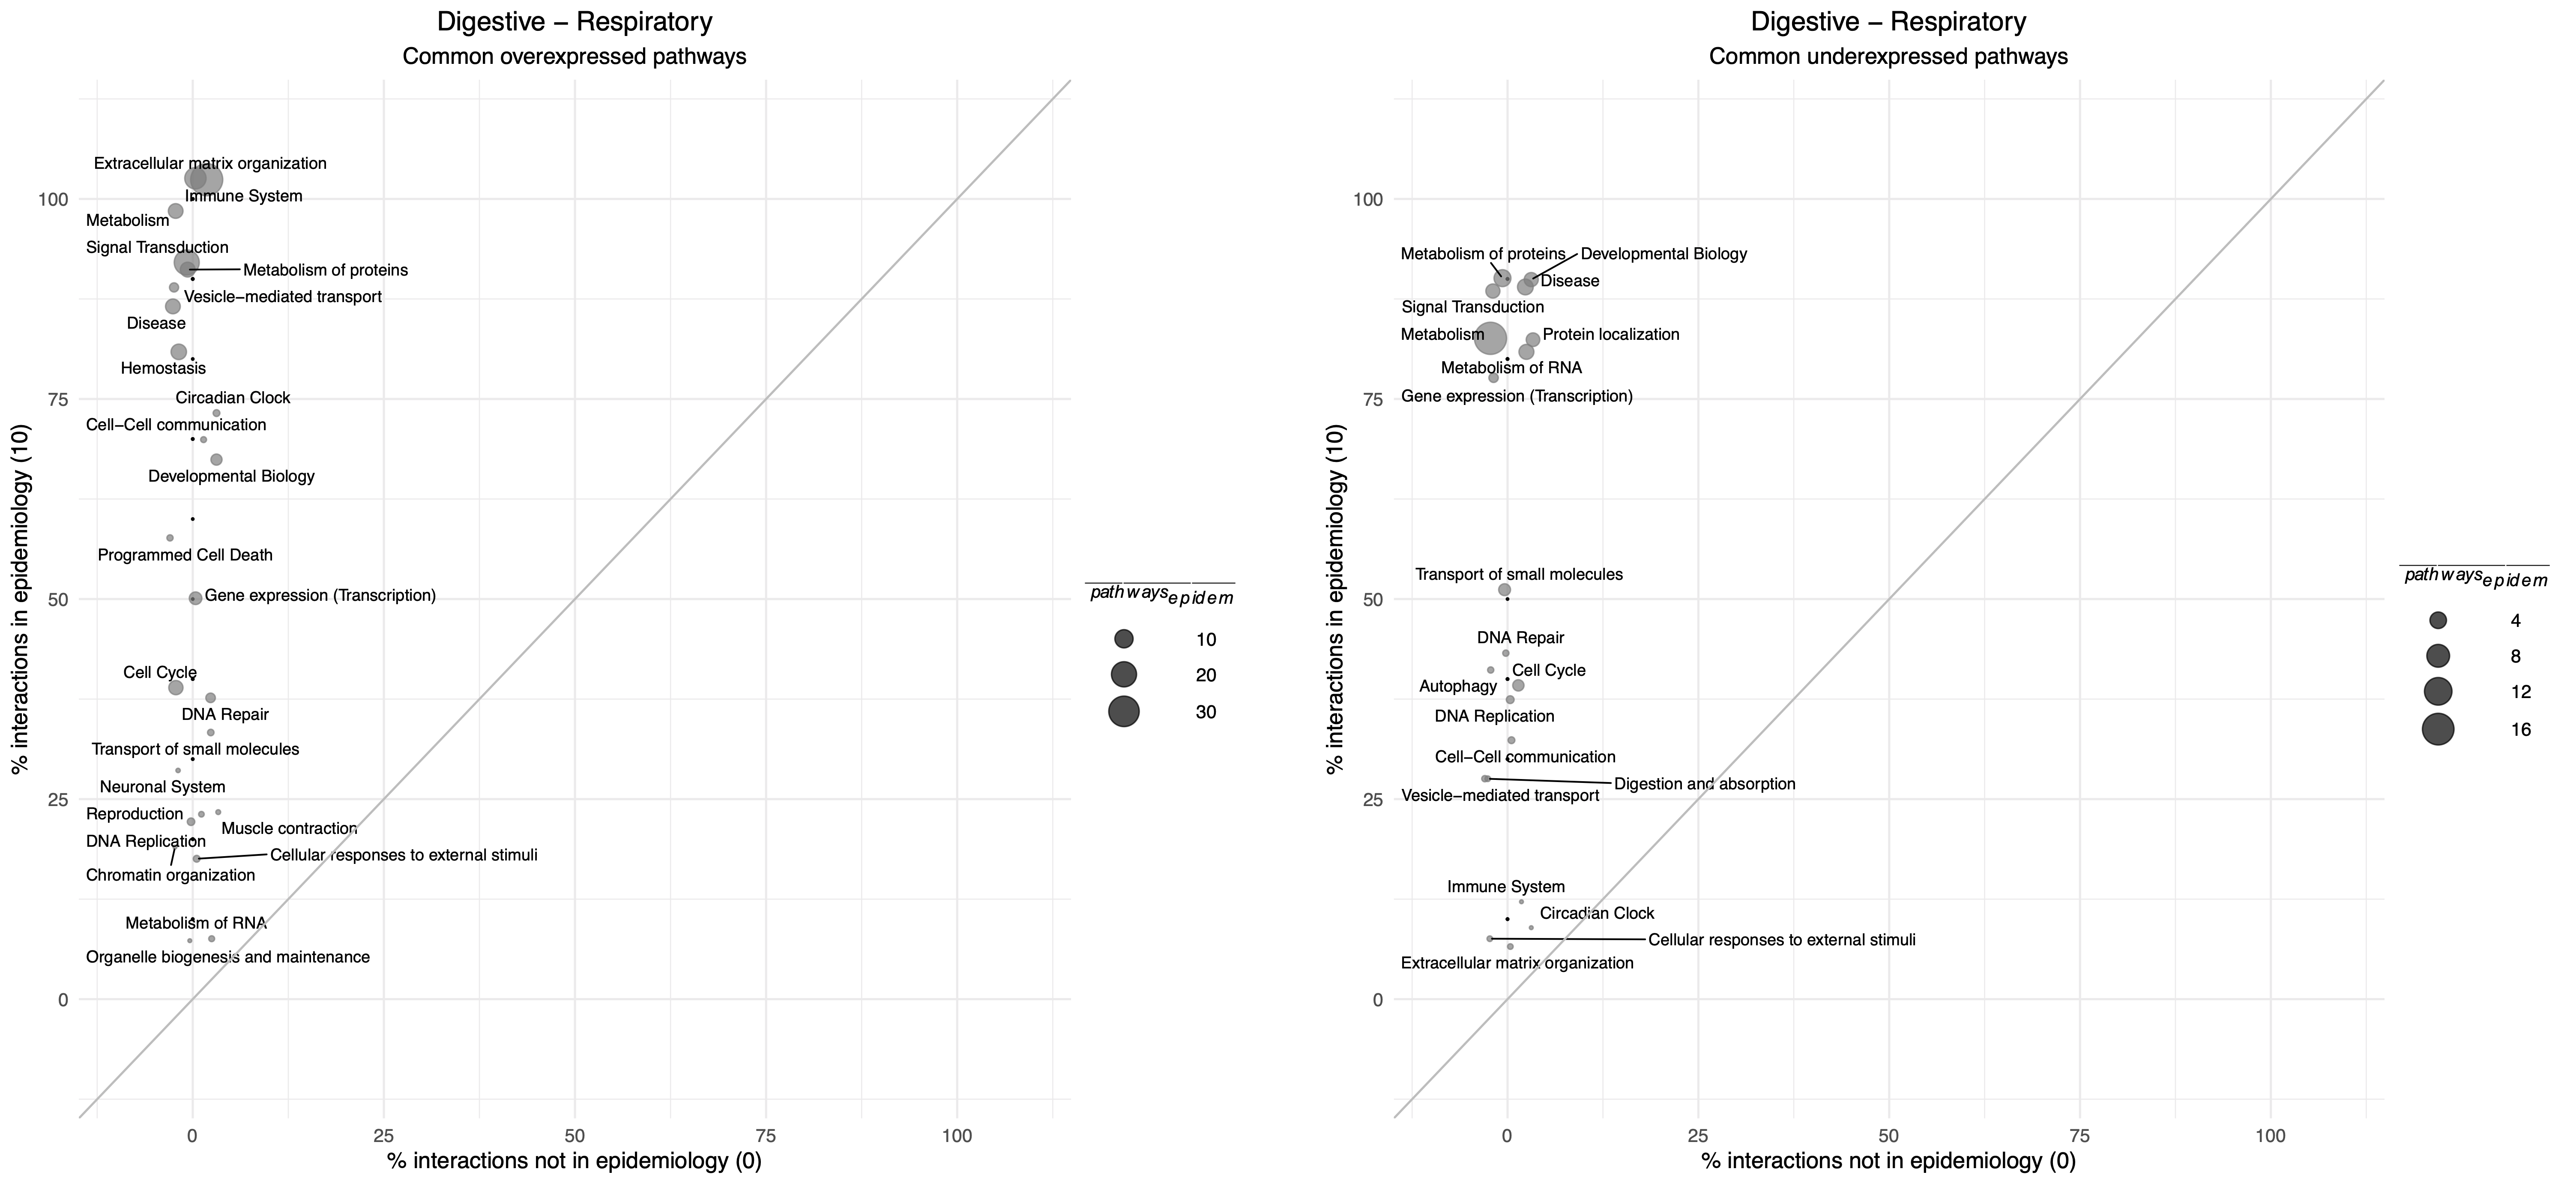 Digestive – Respiratory
Common overexpressed pathways
Extracellular matrix organization
Immune System
100
Metabolism
Signal Transduction
Metabolism of proteins
Vesicle–mediated transport
Disease
Hemostasis
Circadian Clock
75
Cell–Cell communication
Developmental Biology
Programmed Cell Death
Gene expression (Transcription)
50
Cell Cycle
DNA Repair
Transport of small molecules
Neuronal System
25
Reproduction
Muscle contraction
DNA Replication
Cellular responses to external stimuli
Chromatin organization
Metabolism of RNA
Organelle biogenesis and maintenance
0
% interactions in epidemiology (10)
0 25 50 75 100
% interactions not in epidemiology (0)
pathways epidem
10
20
30
Digestive – Respiratory
Common underexpressed pathways
100
Metabolism of proteins
Developmental Biology
Disease
Signal Transduction
Metabolism
Protein localization
Metabolism of RNA
Gene expression (Transcription)
75
Transport of small molecules
50
DNA Repair
Cell Cycle
Autophagy
DNA Replication
Cell–Cell communication
Digestion and absorption
Vesicle–mediated transport
25
Immune System
Circadian Clock
Cellular responses to external stimuli
Extracellular matrix organization
0
% interactions in epidemiology (10)
0 25 50 75 100
% interactions not in epidemiology (0)
pathways epidem
4
8
12
16